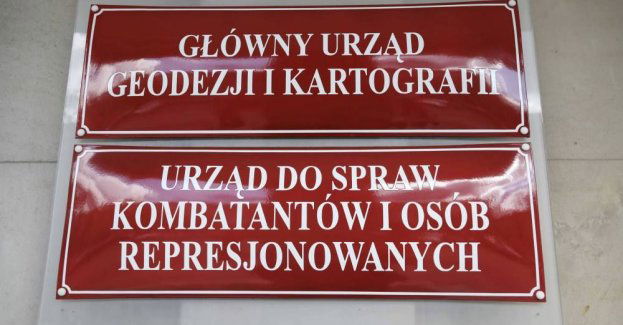 GŁÓWNY URZĄD
GEODEZJI I KARTOGRAFII
URZĄD DO SPRAW
KOMBATANTÓW I OSÓB
REPRESJONOWANYCH